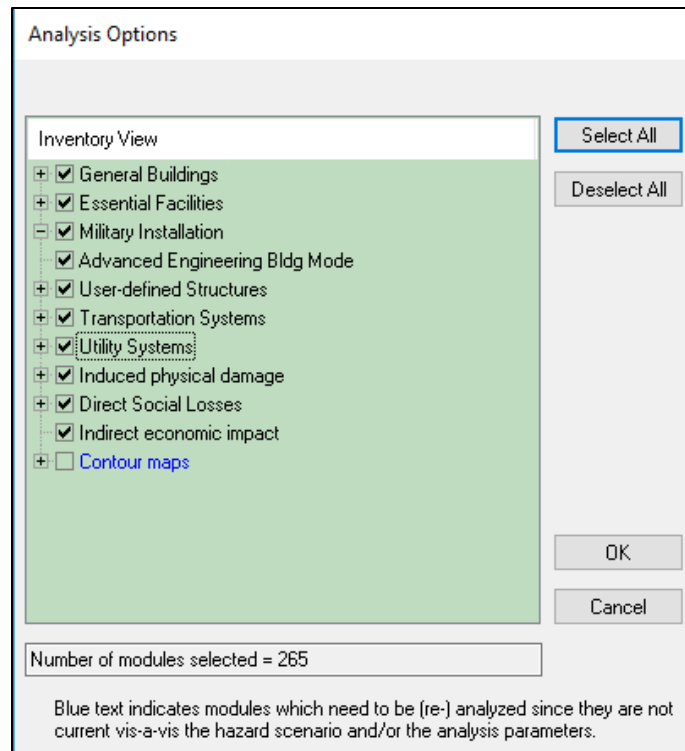 Analysis Options
Inventory View
Select All
General Buildings
Deselect All
Essential Facilities
Military Installation
Advanced Engineering Bldg Mode
User-defined Structures
Transportation Systems
Utility Systems
Induced physical damage
Direct Social Losses
Indirect economic impact
Contour maps
OK
Cancel
Number of modules selected = 265
Blue text indicates modules which need to be (re-) analyzed since they are not
current vis-a-vis the hazard scenario and/or the analysis parameters.